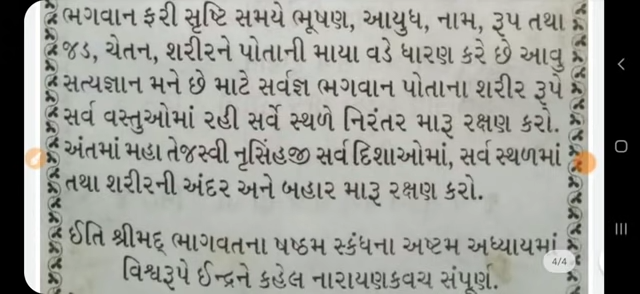 ભગવાન ફરી સૃષ્ટિ સમયે ભૂષણ, આયુધ, નામ, રૂપ તથા
જડ, ચેતન, શરીરને પોતાની માયા વડે ધારણ કરે છે આવુ
સત્યજ્ઞાન મને છે માટે સર્વજ્ઞ ભગવાન પોતાના શરીર રૂપે
સર્વ વસ્તુઓમાં રહી સર્વે સ્થળે નિરંતર મારૂ રક્ષણ કરો.
અંતમાં મહા તેજસ્વી નૃસિંહજી સર્વ દિશાઓમાં, સર્વ સ્થળમાં
તથા શરીરની અંદર અને બહાર મારૂ રક્ષણ કરો.
ઈતિ શ્રીમદ્ ભાગવતના ષષ્ઠમ સ્કંધના અષ્ટમ અધ્યાયમાં
4/4
વિશ્વરૂપે ઈન્દ્રને કહેલ નારાયણકવચ સંપૂર્ણ.